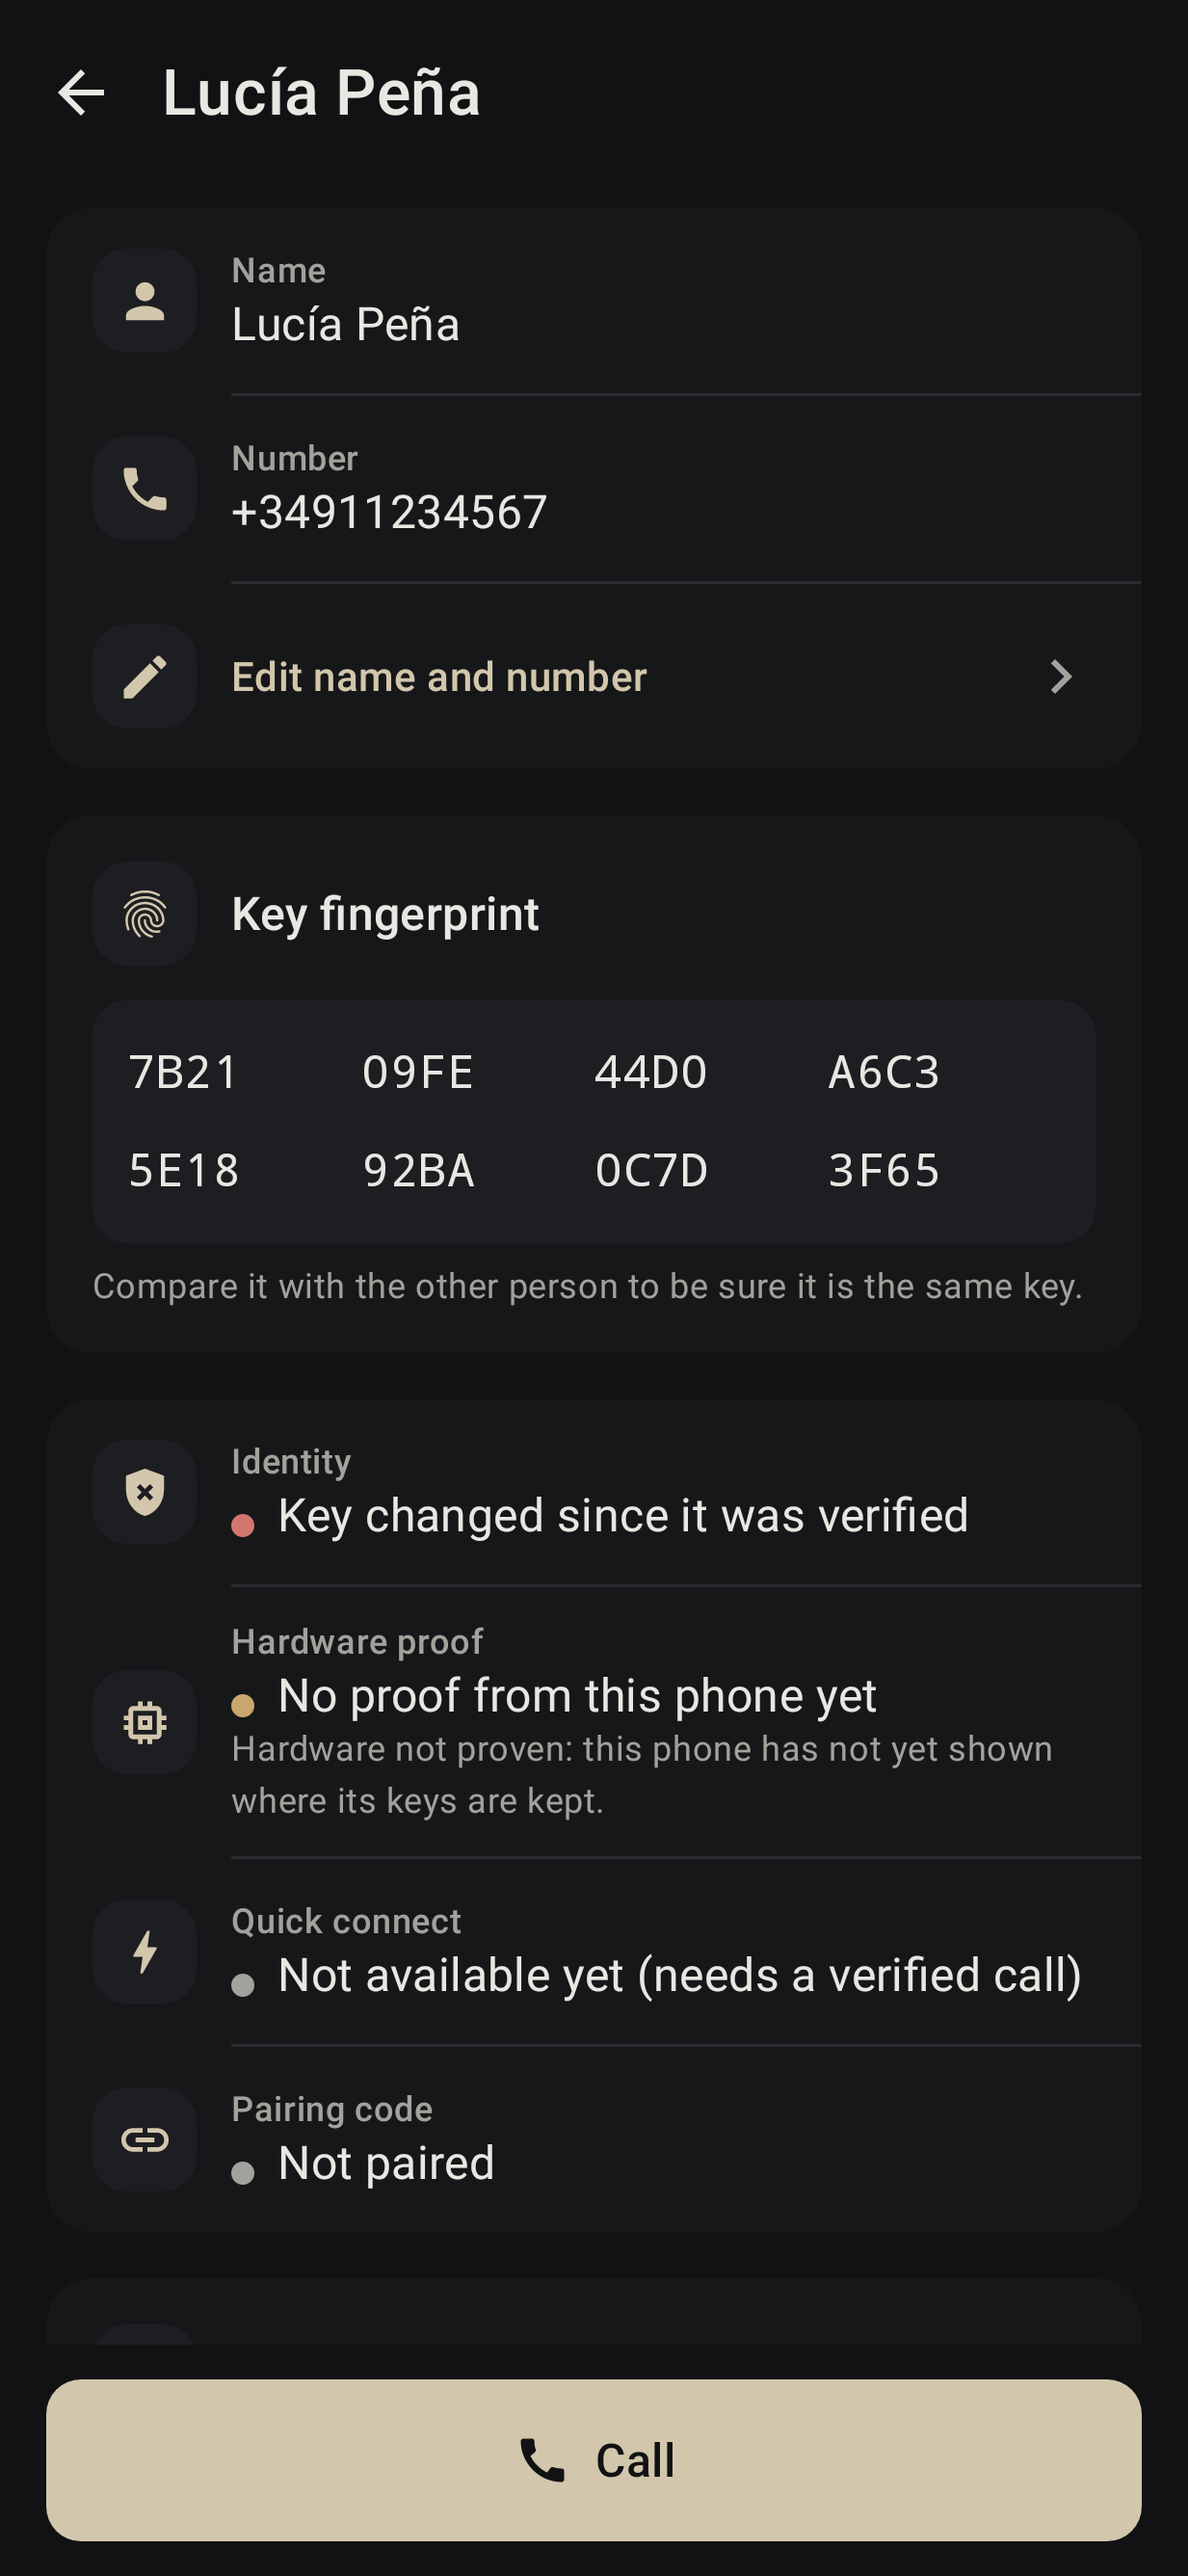 Lucía Peña
Name
Lucía Peña
Number
+34911234567
Edit name and number
Key fingerprint
7B21 09FE 44D0 A6C3
5E18 92BA 0C7D 3F65
Compare it with the other person to be sure it is the same key.
Identity
Key changed since it was verified
Hardware proof
No proof from this phone yet
Hardware not proven: this phone has not yet shown
where its keys are kept.
Quick connect
Not available yet (needs a verified call)
Pairing code
Not paired
Call